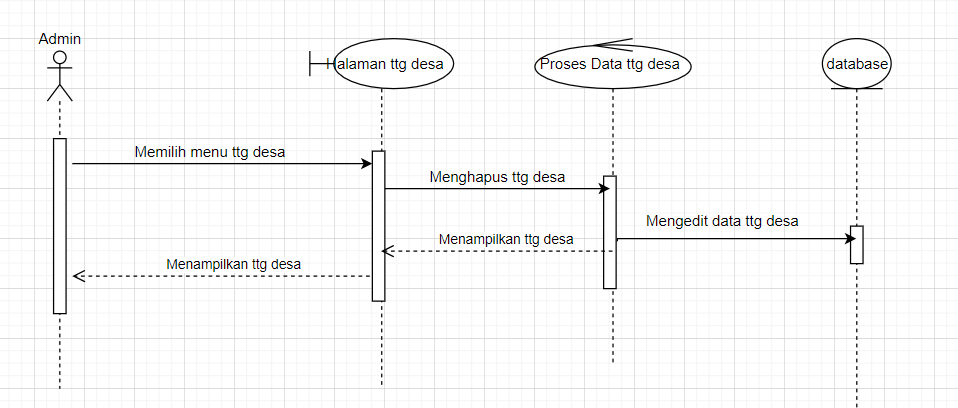 Admin
alaman ttg desa
Proses Data ttg desa
database
Memilih menu ttg desa
Menghapus ttg desa
Mengedit data ttg desa
Menampilkan ttg desa
Menampilkan ttg desa